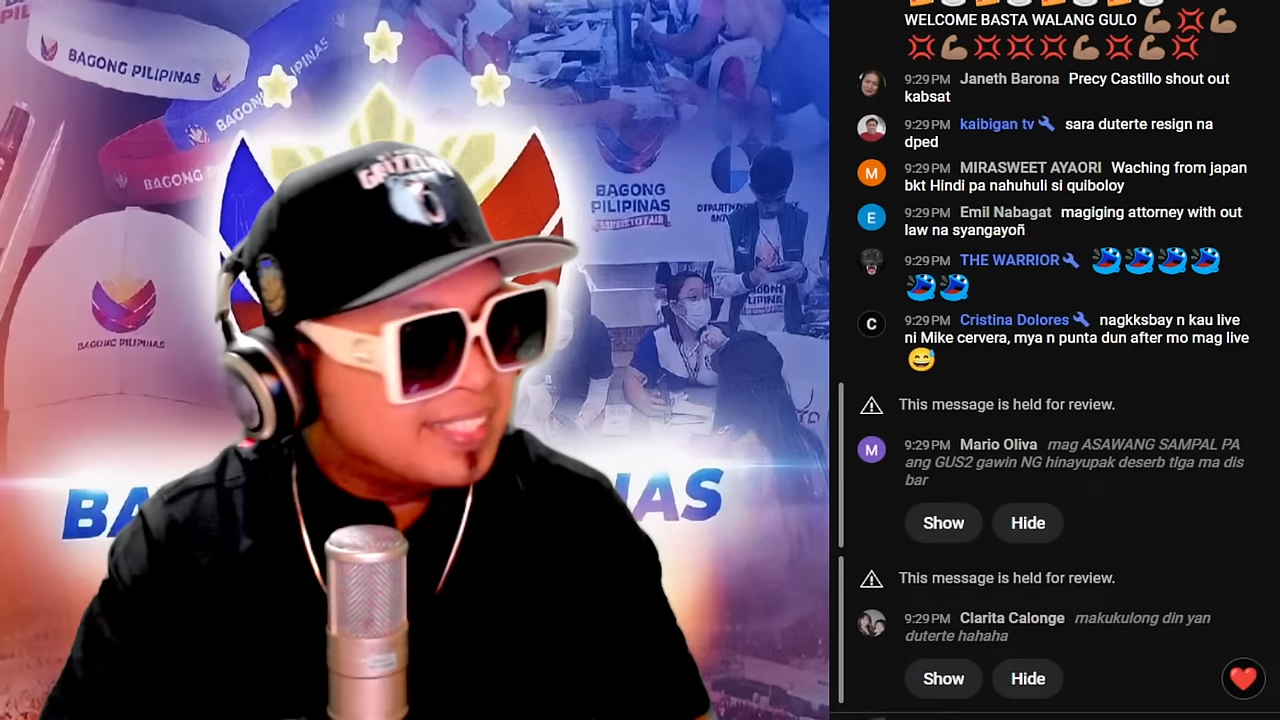 BAGONG PILIPINAS
BAGONG
BAGONG
BAGONG PILIPINAS
GRIZZLIES
BAGONG
PILIPINAS
BA
NAS
WELCOME BASTA WALANG GULO 💪🏽 💢 💪🏽
💢 💪🏽 💢 💢 💢 💪🏽 💢 💪🏽 💢
9:29 PM Janeth Barona Precy Castillo shout out
kabsat
9:29 PM kaibigan tv sara duterte resign na
dped
M
9:29 PM MIRASWEET AYAORI Waching from japan
bkt Hindi pa nahuhuli si quiboloy
E
9:29 PM Emil Nabagat magiging attorney with out
law na syangayoñ
9:29 PM THE WARRIOR
C
9:29 PM Cristina Dolores nagkksbay n kau live
ni Mike cervera, mya n punta dun after mo mag live
😅
This message is held for review.
M
9:29 PM Mario Oliva mag ASAWANG SAMPAL PA
ang GUS2 gawin NG hinayupak deserb tlga ma dis
bar
Show Hide
This message is held for review.
9:29 PM Clarita Calonge makukulong din yan
duterte hahaha
Show Hide